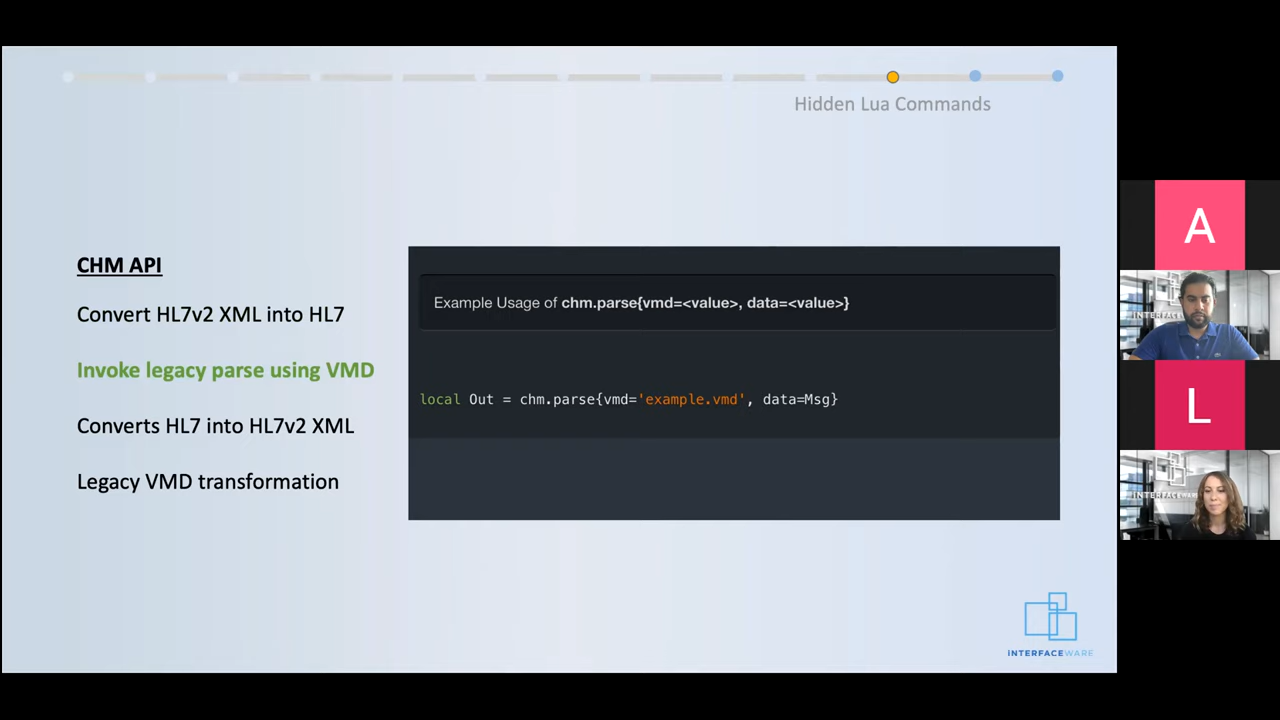 Hidden Lua Commands
CHM API
Convert HL7v2 XML into HL7
Invoke legacy parse using VMD
Converts HL7 into HL7v2 XML
Legacy VMD transformation
Example Usage of chm.parse{vmd=<value>, data=<value>}
local Out = chm.parse{vmd='example.vmd', data=Msg}
INTERFACEWARE
A
L